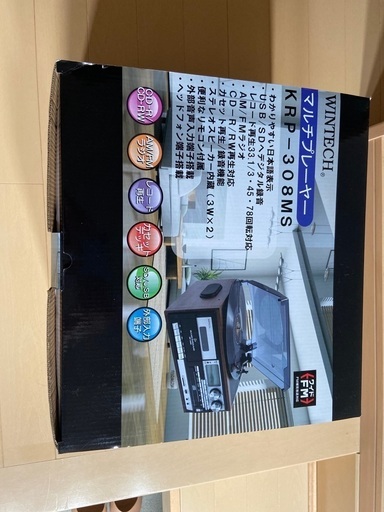 WINTECH®
マルチプレーヤー
KRP-308MS
・わかりやすい日本語表示
・USB/SDへデジタル録音
・レコード再生33.1/3・45・78回転対応
・AM/FMラジオ
・CD-R/RW再生対応
・カセット再生/録音機能
・ステレオスピーカー内蔵(3W×2)
・便利なリモコン付属
・外部音声入力端子搭載
・ヘッドフォン端子搭載
CD-R/
CD-RW
AM/FM
ラジオ
レコード
再生
カセット
デッキ
SD/USB
外部入力
端子
ワイド
FM